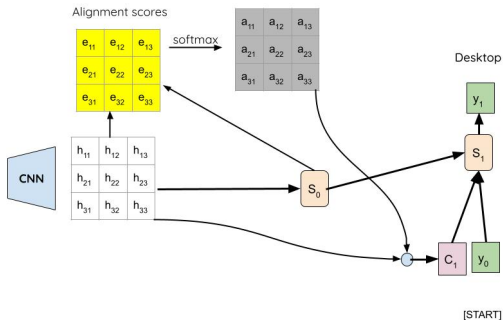 Alignment scores
e11 e12 e13
e21 e22 e23
e31 e32 e33
softmax
a11 a12 a13
a21 a22 a23
a31 a32 a33
Desktop
y1
CNN
h11 h12 h13
h21 h22 h23
h31 h32 h33
S0
S1
C1
y0
[START]